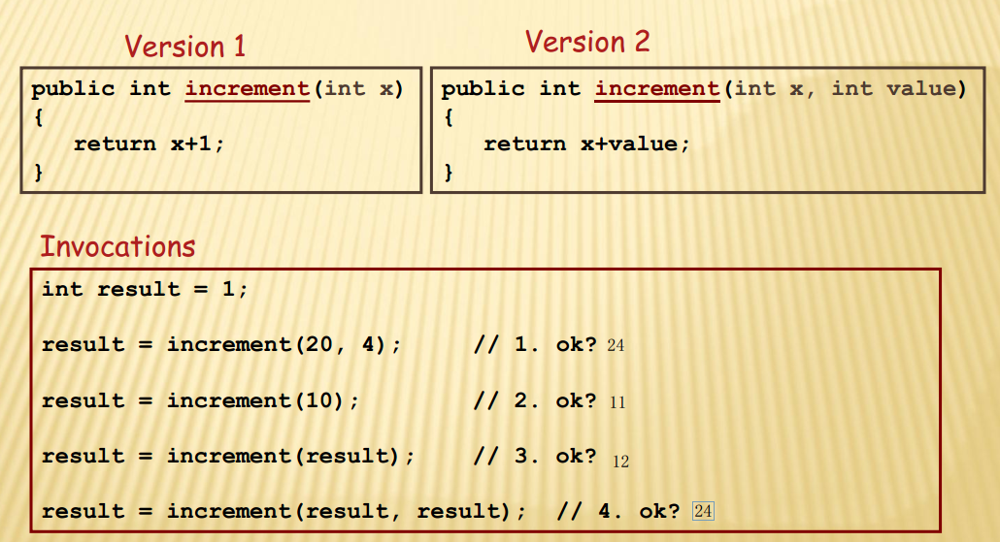 Version 1
public int increment(int x)
{
return x+1;
}
Version 2
public int increment(int x, int value)
{
return x+value;
}
Invocations
int result = 1;
result = increment(20, 4); // 1. ok? 24
result = increment(10); // 2. ok? 11
result = increment(result); // 3. ok? 12
result = increment(result, result); // 4. ok? 24